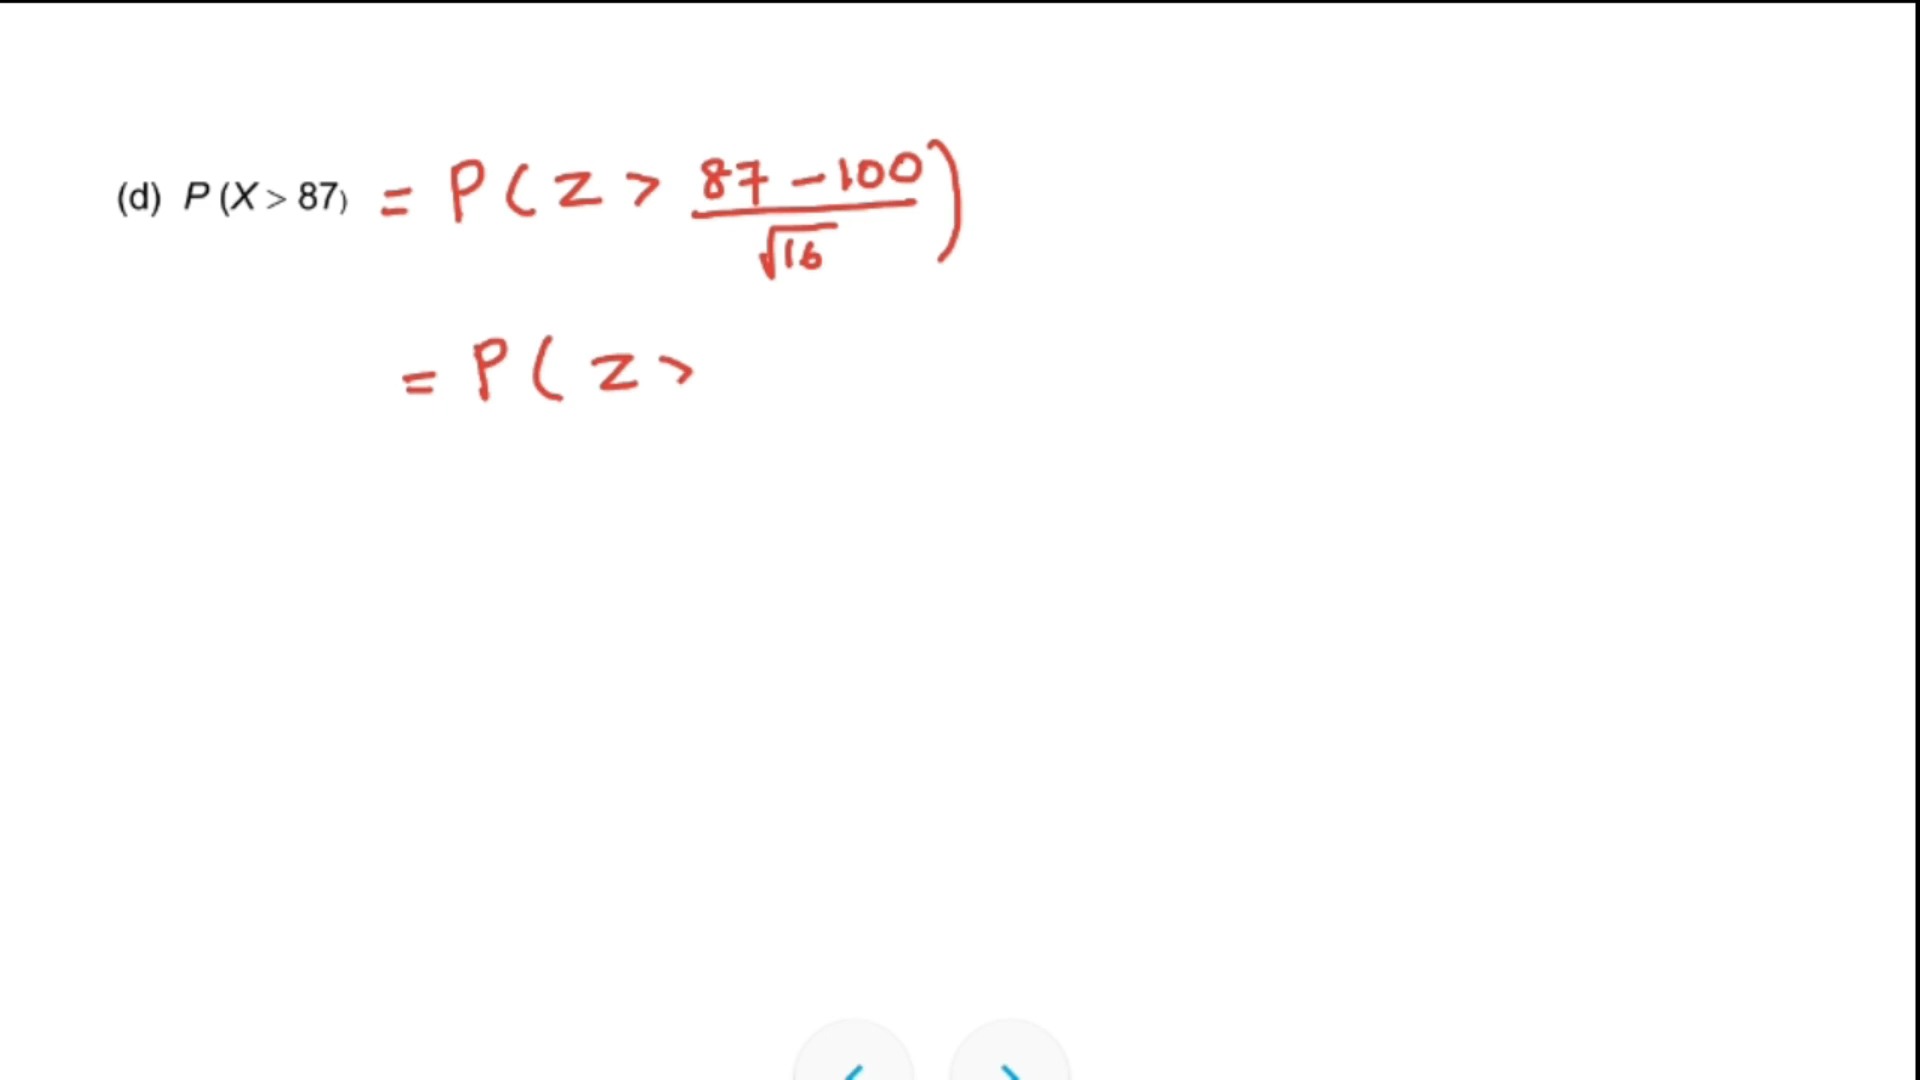 (d) P (X > 87) = P ( Z > (87 - 100) / √16 )
= P ( Z >